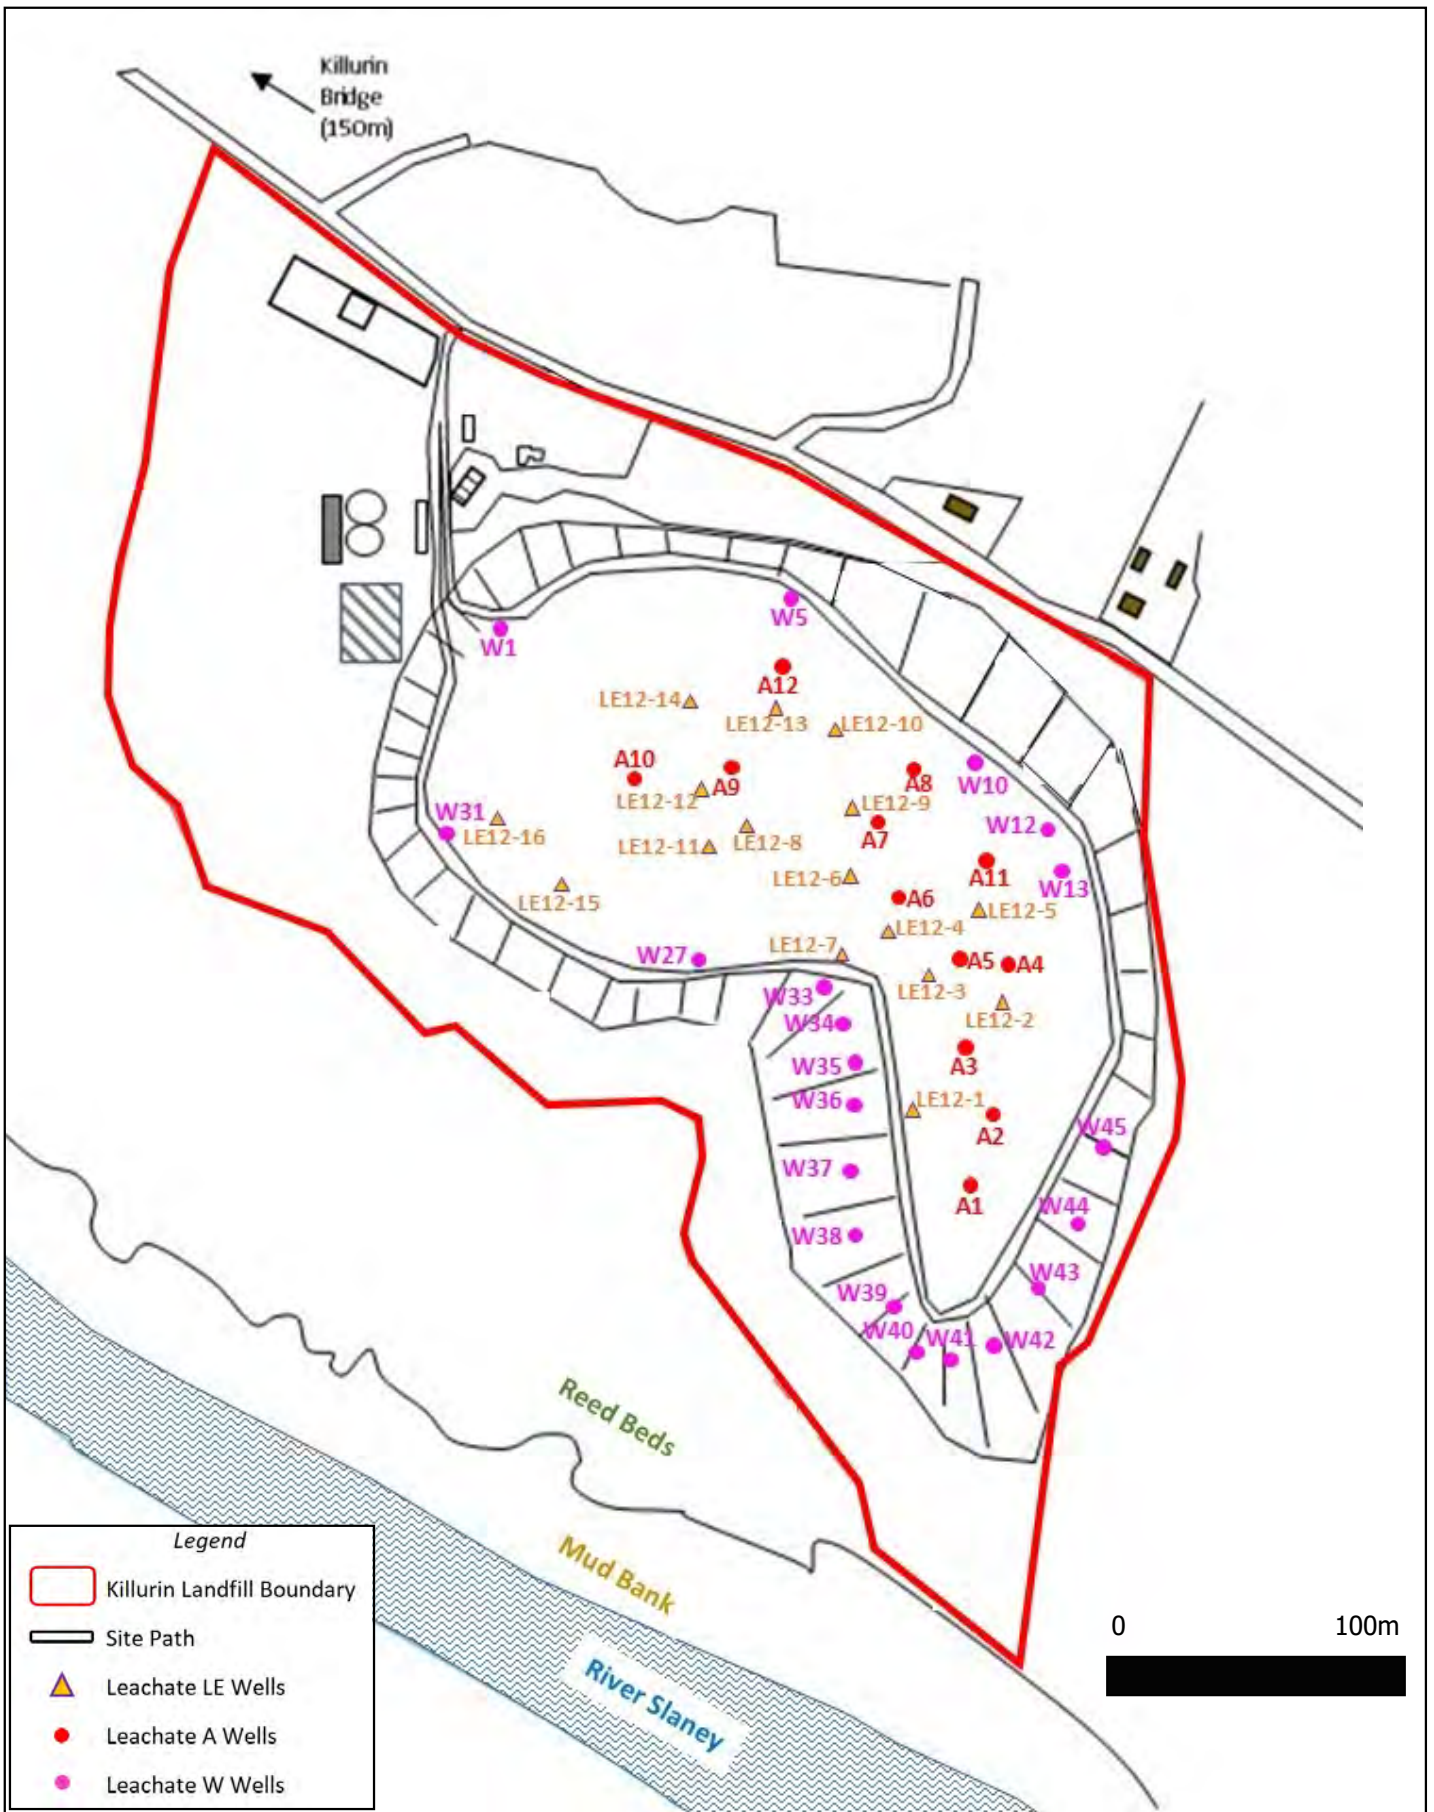 Killurin
Bridge
(150m)
W5
W1
A12
LE12-14
LE12-13
LE12-10
A10
A9
A8
W10
LE12-12
LE12-9
W31
W12
LE12-16
A7
LE12-11
LE12-8
A11
W13
LE12-6
A6
LE12-15
LE12-5
LE12-4
LE12-7
W27
A5
A4
LE12-3
W33
W34
LE12-2
W35
A3
W36
LE12-1
A2
W45
W37
A1
W44
W38
W43
W39
W40
W41
W42
Reed Beds
Mud Bank
River Slaney
Legend
Killurin Landfill Boundary
Site Path
Leachate LE Wells
Leachate A Wells
Leachate W Wells
0 100m